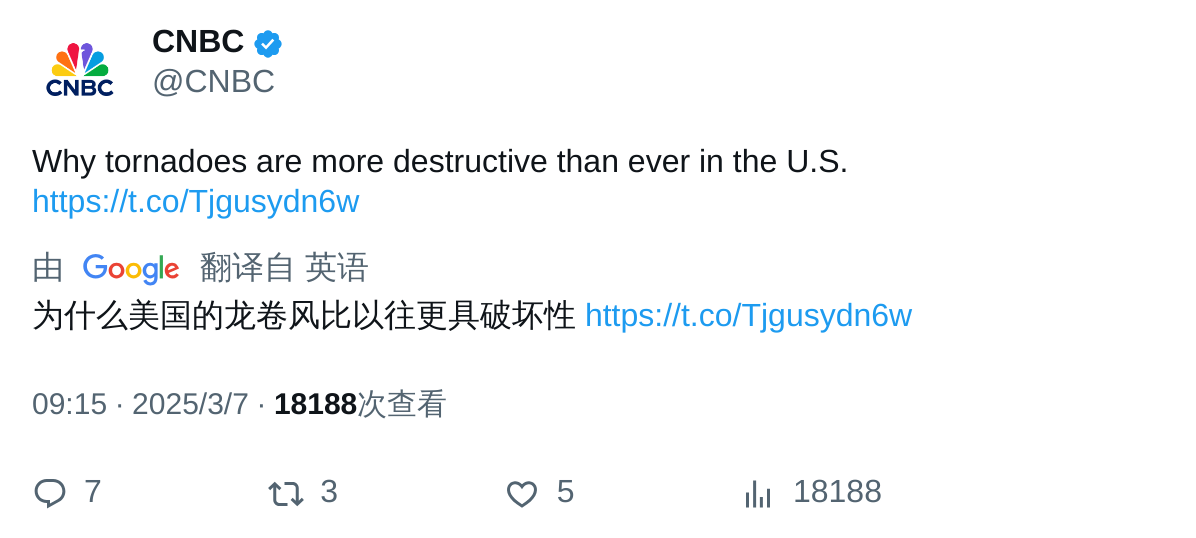 CNBC
CNBC
@CNBC
Why tornadoes are more destructive than ever in the U.S.
https://t.co/Tjgusydn6w
由 Google 翻译自 英语
为什么美国的龙卷风比以往更具破坏性 https://t.co/Tjgusydn6w
09:15 · 2025/3/7 · 18188次查看
7 3 5 18188